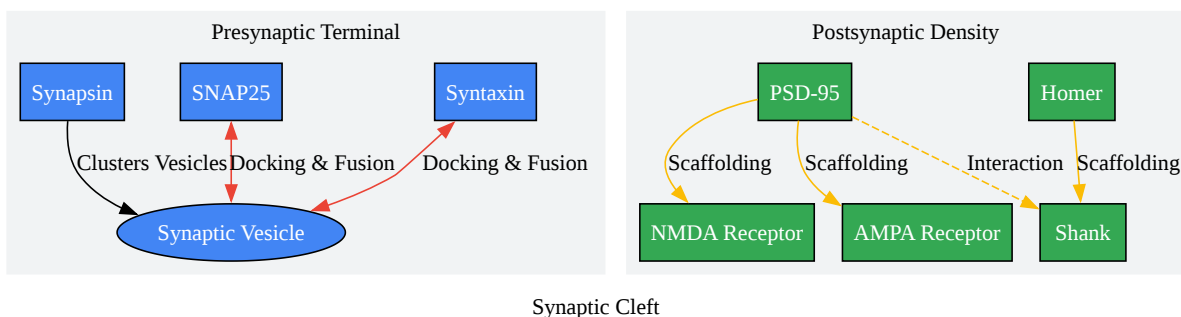 Presynaptic Terminal
Postsynaptic Density
Synapsin
SNAP25
Syntaxin
PSD-95
Homer
Clusters Vesicles
Docking & Fusion
Docking & Fusion
Scaffolding
Scaffolding
Interaction
Scaffolding
Synaptic Vesicle
NMDA Receptor
AMPA Receptor
Shank
Synaptic Cleft